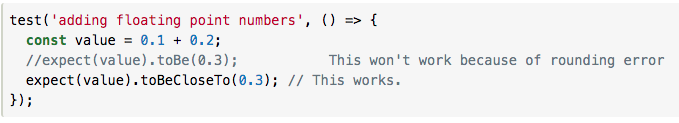 test('adding floating point numbers', () => {
  const value = 0.1 + 0.2;
  //expect(value).toBe(0.3);           This won't work because of rounding error
  expect(value).toBeCloseTo(0.3); // This works.
});